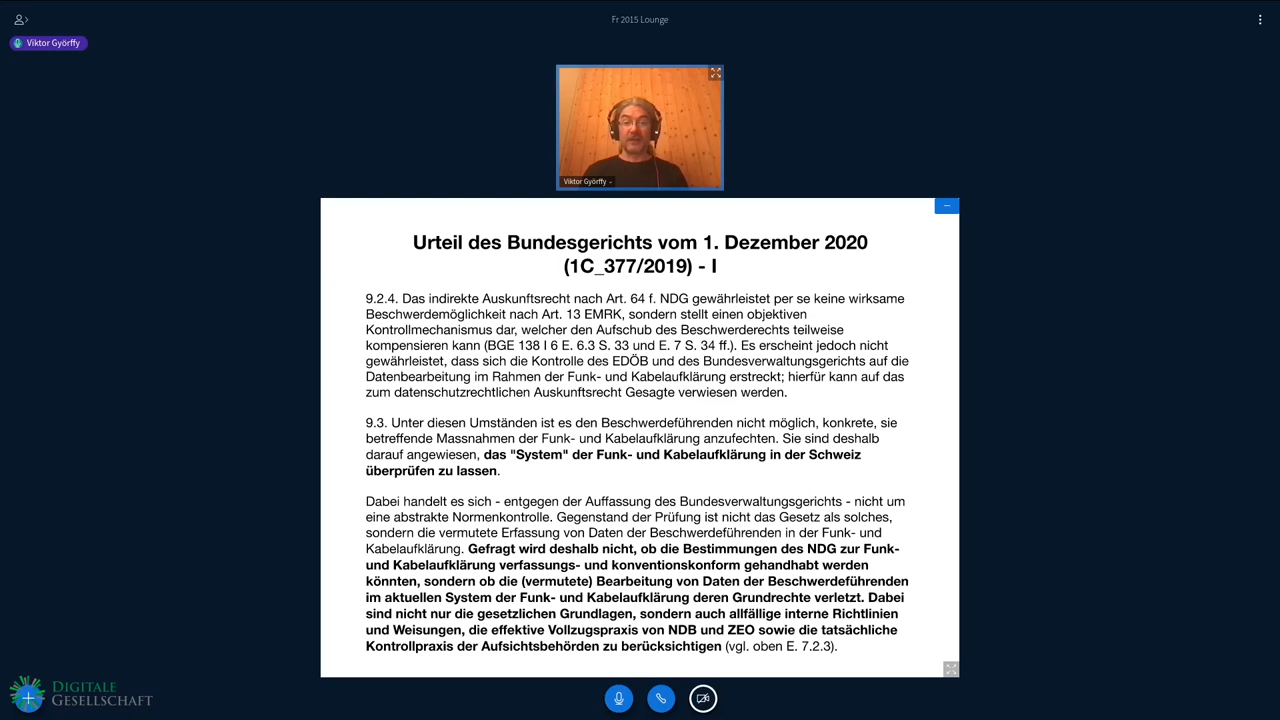 Fr 2015 Lounge
Viktor Györffy
Viktor Györffy
Urteil des Bundesgerichts vom 1. Dezember 2020
(1C_377/2019) - I
9.2.4. Das indirekte Auskunftsrecht nach Art. 64 f. NDG gewährleistet per se keine wirksame
Beschwerdemöglichkeit nach Art. 13 EMRK, sondern stellt einen objektiven
Kontrollmechanismus dar, welcher den Aufschub des Beschwerderechts teilweise
kompensieren kann (BGE 138 I 6 E. 6.3 S. 33 und E. 7 S. 34 ff.). Es erscheint jedoch nicht
gewährleistet, dass sich die Kontrolle des EDÖB und des Bundesverwaltungsgerichts auf die
Datenbearbeitung im Rahmen der Funk- und Kabelaufklärung erstreckt; hierfür kann auf das
zum datenschutzrechtlichen Auskunftsrecht Gesagte verwiesen werden.
9.3. Unter diesen Umständen ist es den Beschwerdeführenden nicht möglich, konkrete, sie
betreffende Massnahmen der Funk- und Kabelaufklärung anzufechten. Sie sind deshalb
darauf angewiesen, das "System" der Funk- und Kabelaufklärung in der Schweiz
überprüfen zu lassen.
Dabei handelt es sich - entgegen der Auffassung des Bundesverwaltungsgerichts - nicht um
eine abstrakte Normenkontrolle. Gegenstand der Prüfung ist nicht das Gesetz als solches,
sondern die vermutete Erfassung von Daten der Beschwerdeführenden in der Funk- und
Kabelaufklärung. Gefragt wird deshalb nicht, ob die Bestimmungen des NDG zur Funk-
und Kabelaufklärung verfassungs- und konventionskonform gehandhabt werden
könnten, sondern ob die (vermutete) Bearbeitung von Daten der Beschwerdeführenden
im aktuellen System der Funk- und Kabelaufklärung deren Grundrechte verletzt. Dabei
sind nicht nur die gesetzlichen Grundlagen, sondern auch allfällige interne Richtlinien
und Weisungen, die effektive Vollzugspraxis von NDB und ZEO sowie die tatsächliche
Kontrollpraxis der Aufsichtsbehörden zu berücksichtigen (vgl. oben E. 7.2.3).
DIGITALE
GESELLSCHAFT